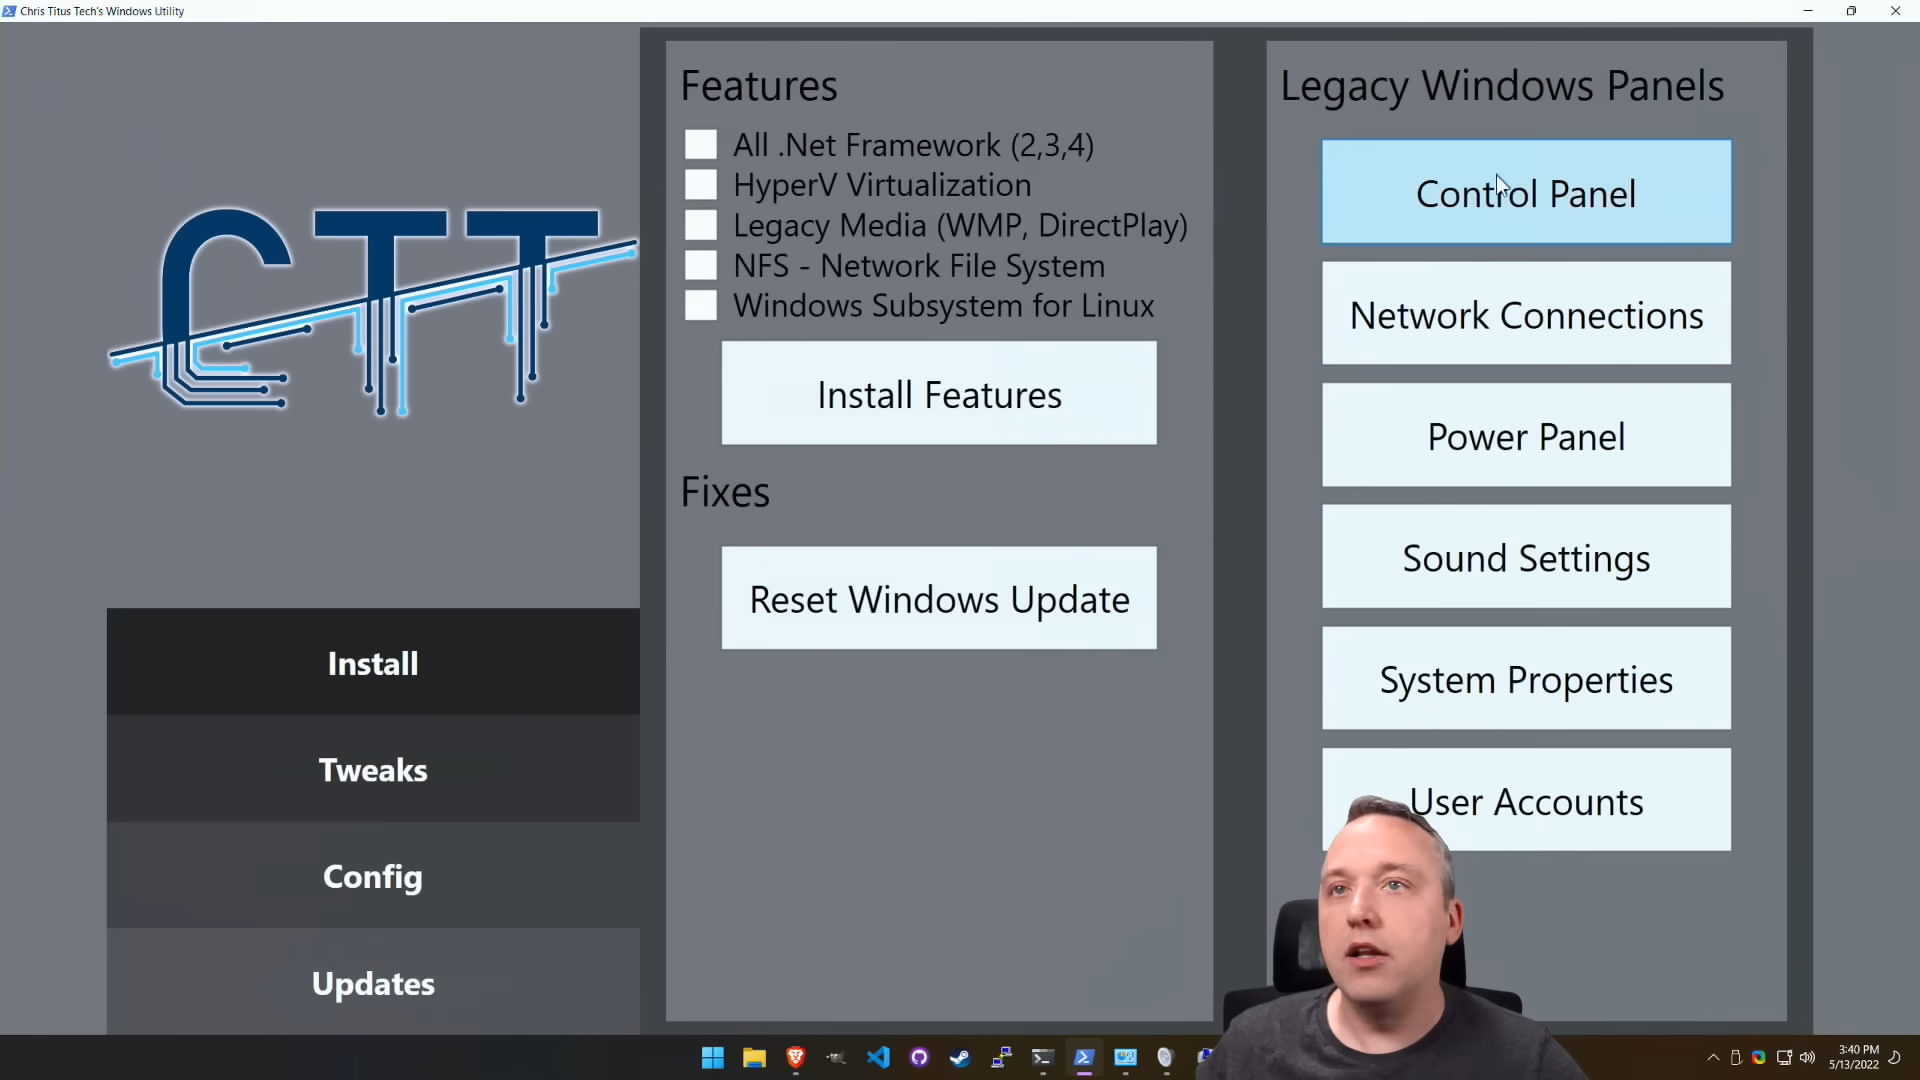 Chris Titus Tech's Windows Utility
CTT
Install
Tweaks
Config
Updates
Features
All .Net Framework (2,3,4)
HyperV Virtualization
Legacy Media (WMP, DirectPlay)
NFS - Network File System
Windows Subsystem for Linux
Install Features
Fixes
Reset Windows Update
Legacy Windows Panels
Control Panel
Network Connections
Power Panel
Sound Settings
System Properties
User Accounts
3:40 PM
5/13/2022